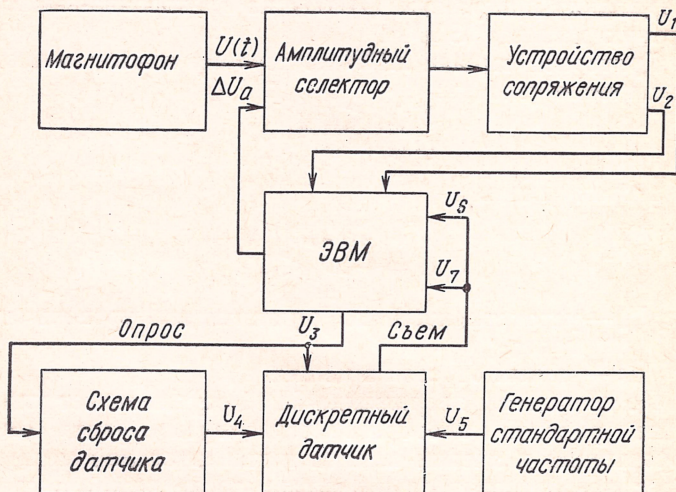 Магнитофон
U(t)
ΔUa
Амплитудный
селектор
Устройство
сопряжения
U1
U2
ЭВМ
U6
U7
Опрос
U3
Съем
Схема
сброса
датчика
U4
Дискретный
датчик
U5
Генератор
стандартной
частоты